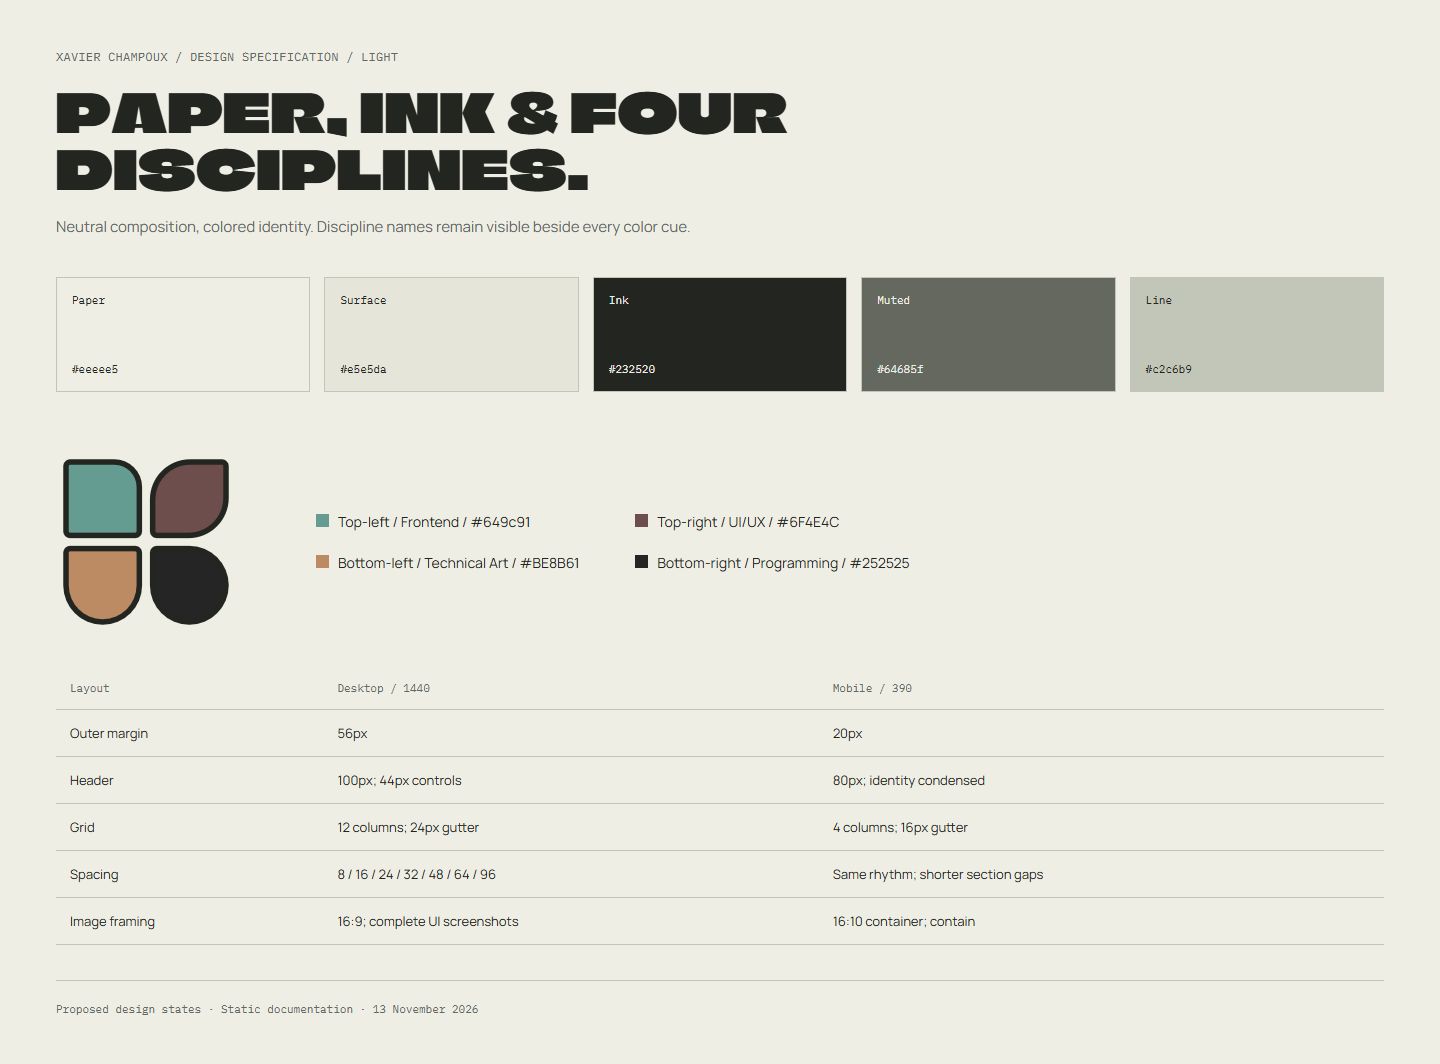 XAVIER CHAMPOUX / DESIGN SPECIFICATION / LIGHT
PAPER, INK & FOUR
DISCIPLINES.
Neutral composition, colored identity. Discipline names remain visible beside every color cue.
Paper
Surface
Ink
Muted
Line
#eeeee5
#e5e5da
#232520
#64685f
#c2c6b9
Top-left / Frontend / #649c91
Top-right / UI/UX / #6F4E4C
Bottom-left / Technical Art / #BE8B61
Bottom-right / Programming / #252525
Layout Desktop / 1440 Mobile / 390
Outer margin 56px 20px
Header 100px; 44px controls 80px; identity condensed
Grid 12 columns; 24px gutter 4 columns; 16px gutter
Spacing 8 / 16 / 24 / 32 / 48 / 64 / 96 Same rhythm; shorter section gaps
Image framing 16:9; complete UI screenshots 16:10 container; contain
Proposed design states · Static documentation · 13 November 2026